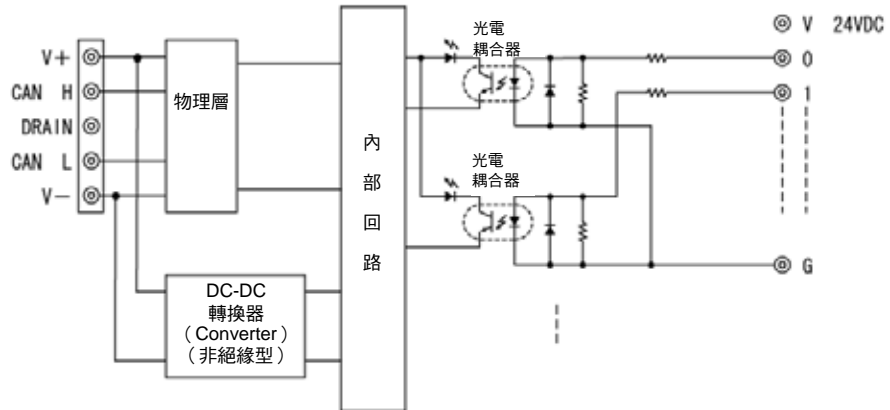 V+
CAN H
DRAIN
CAN L
V−
物理層
DC-DC
轉換器
（Converter）
（非絕緣型）
內
部
回
路
光電
耦合器
光電
耦合器
V 24VDC
0
1
G